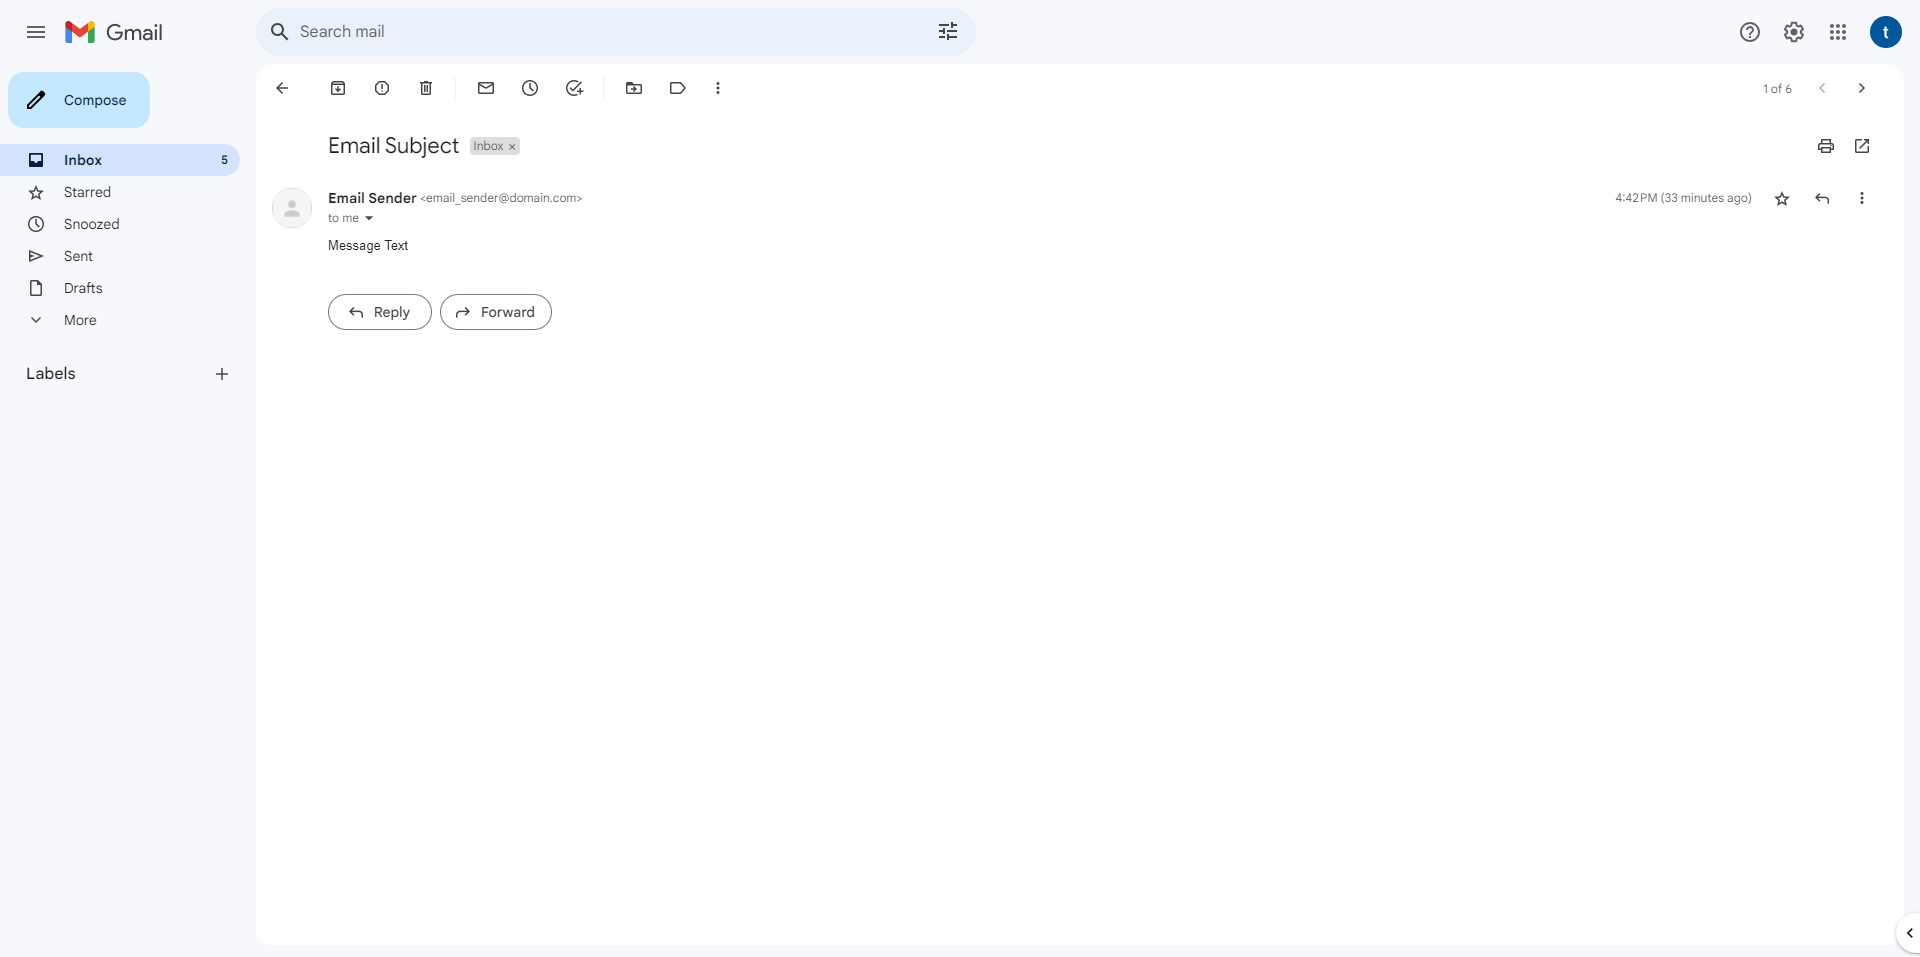 Gmail
Search mail
t
Compose
1 of 6
Inbox 5
Starred
Snoozed
Sent
Drafts
More
Labels
Email Subject Inbox ×
Email Sender <email_sender@domain.com> 4:42 PM (33 minutes ago)
to me
Message Text
Reply Forward